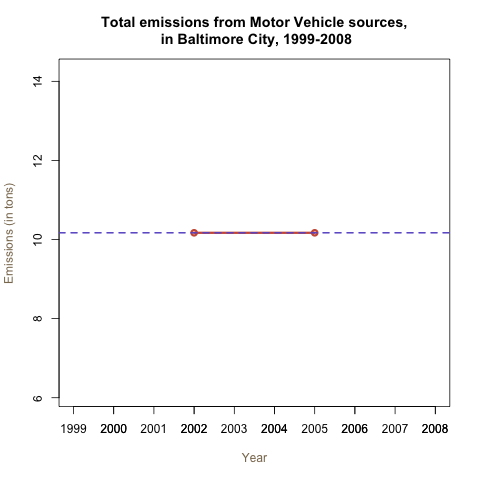 Total emissions from Motor Vehicle sources,
in Baltimore City, 1999-2008
14
12
10
8
6
Emissions (in tons)
1999 2000 2001 2002 2003 2004 2005 2006 2007 2008
Year